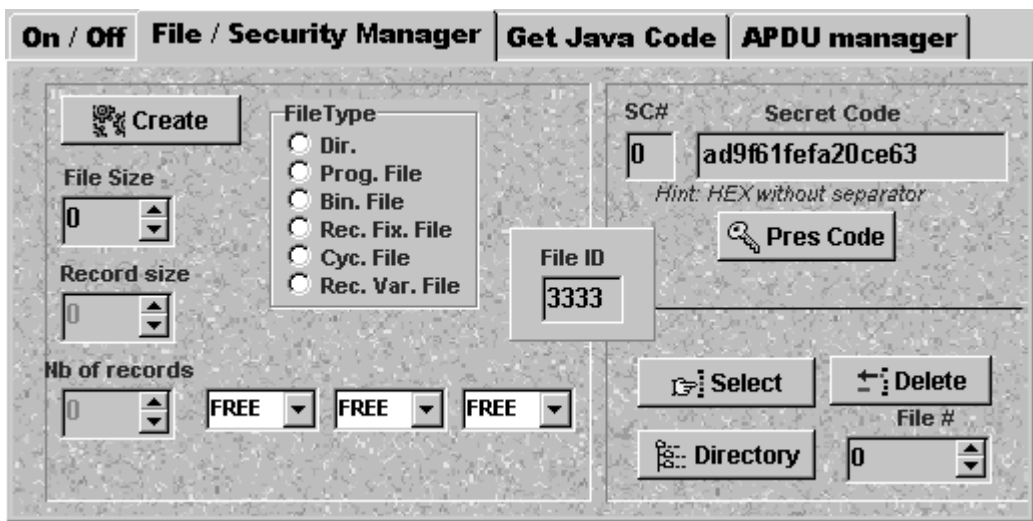 On / Off
File / Security Manager
Get Java Code
APDU manager
Create
FileType
Dir.
Prog. File
Bin. File
Rec. Fix. File
Cyc. File
Rec. Var. File
File Size
0
Record size
0
Nb of records
0
FREE
FREE
FREE
File ID
3333
SC#
Secret Code
0
ad9f61fefa20ce63
Hint: HEX without separator
Pres Code
Select
Delete
Directory
File #
0